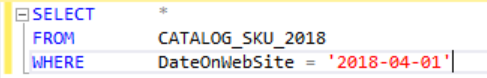 SELECT *
FROM CATALOG_SKU_2018
WHERE DateOnWebSite = '2018-04-01'